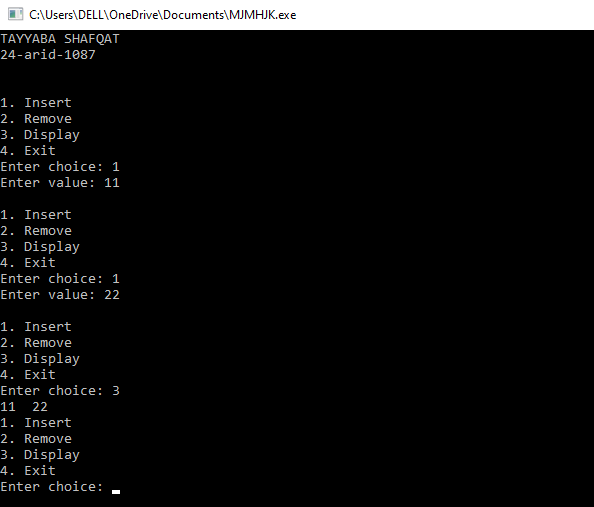 C:\Users\DELL\OneDrive\Documents\MJMHJK.exe
TAYYABA SHAFQAT
24-arid-1087
1. Insert
2. Remove
3. Display
4. Exit
Enter choice: 1
Enter value: 11
1. Insert
2. Remove
3. Display
4. Exit
Enter choice: 1
Enter value: 22
1. Insert
2. Remove
3. Display
4. Exit
Enter choice: 3
11  22
1. Insert
2. Remove
3. Display
4. Exit
Enter choice: